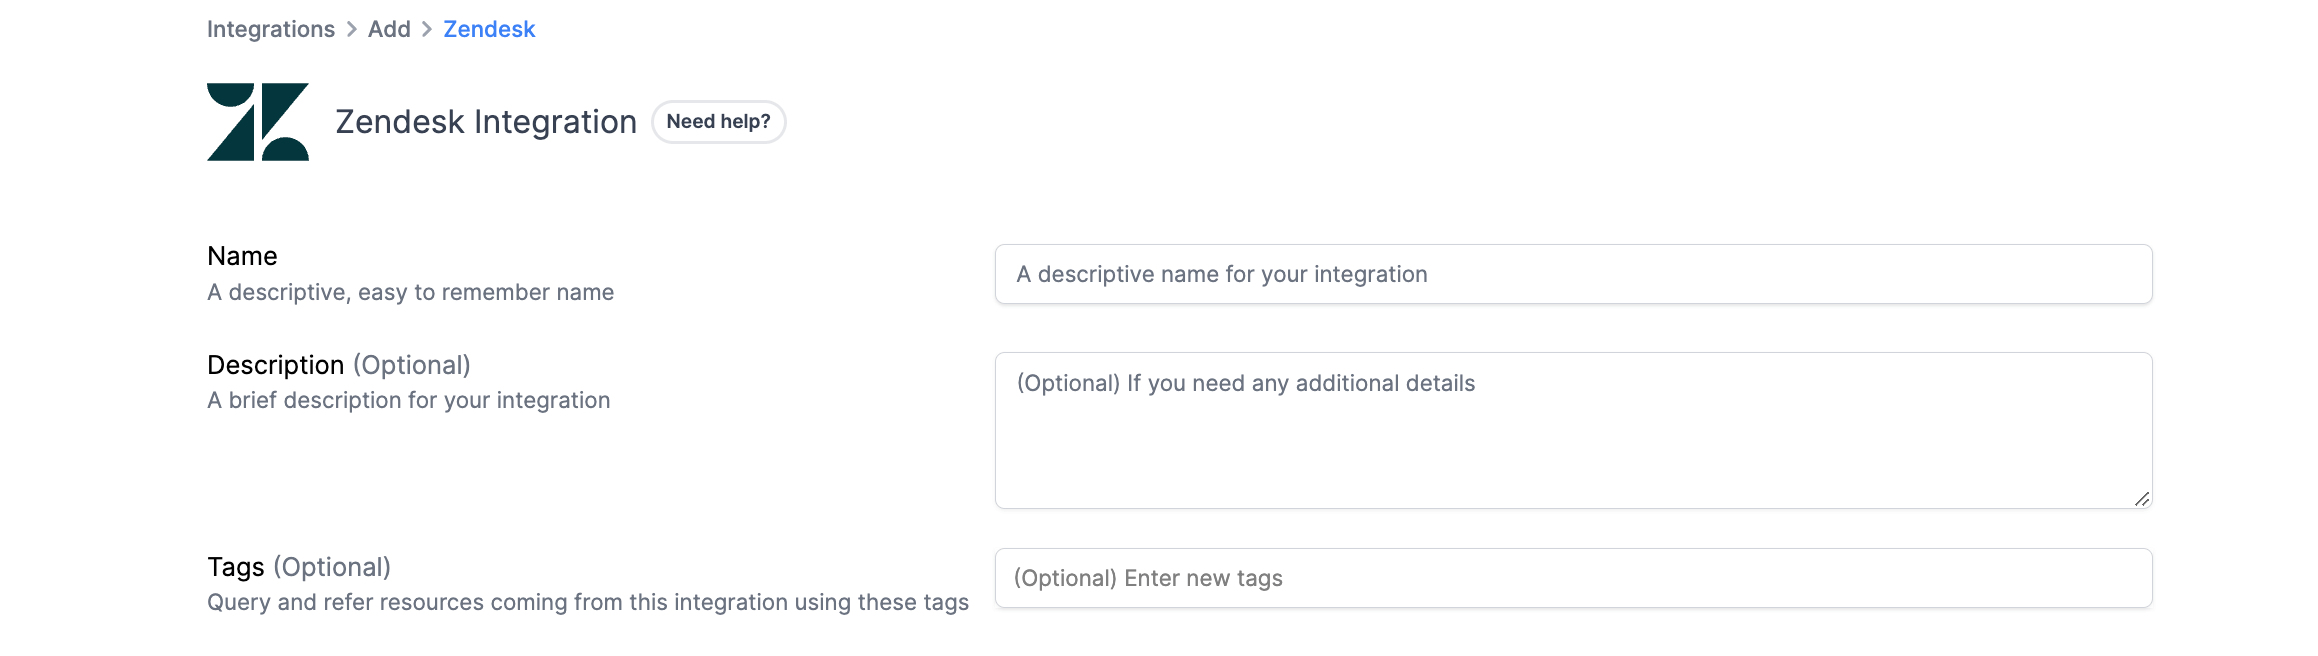 Integrations > Add > Zendesk
Zendesk Integration Need help?
Name
A descriptive, easy to remember name
A descriptive name for your integration
Description (Optional)
A brief description for your integration
(Optional) If you need any additional details
Tags (Optional)
Query and refer resources coming from this integration using these tags
(Optional) Enter new tags